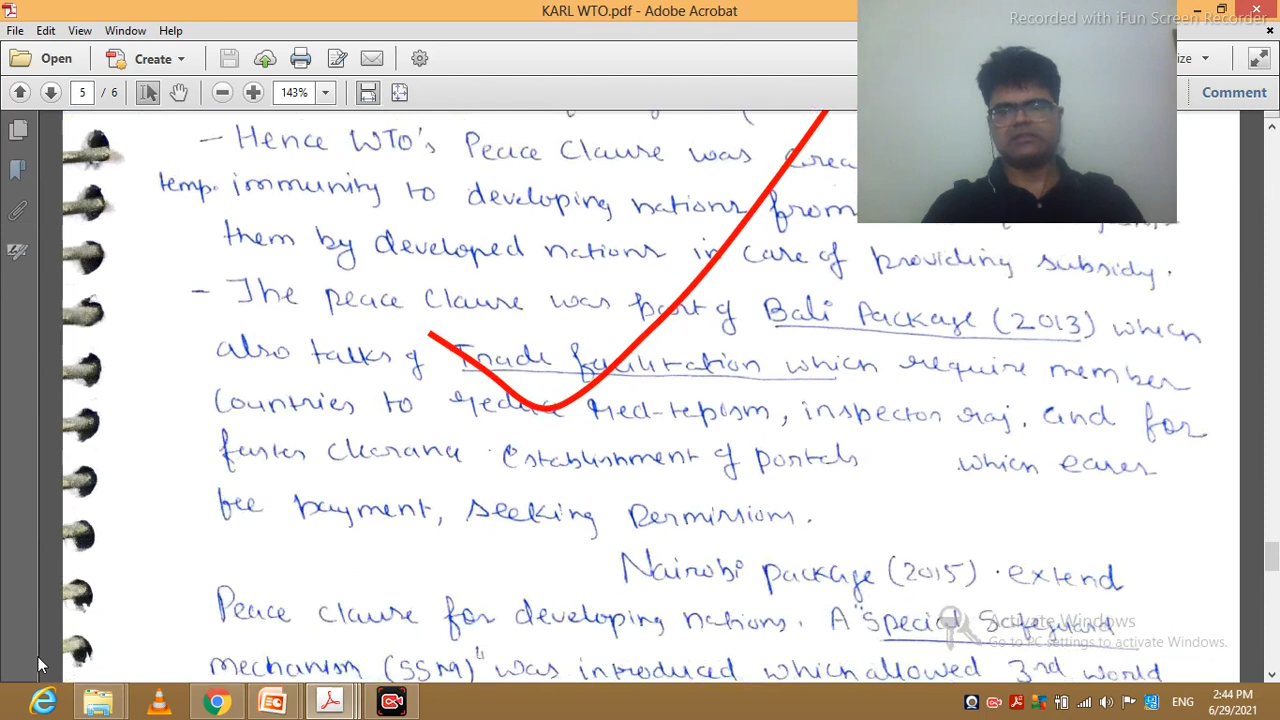 KARL WTO.pdf - Adobe Acrobat
Recorded with iFun Screen Recorder
File Edit View Window Help
Open Create ize
5 / 6 143% Comment
- Hence WTO's Peace Clause was crea
temp. immunity to developing nations from
them by developed nations in care of providing subsidy.
- The peace clause was part of Bali Package (2013) which
also talks of Trade facilitation which require member
Countries to reduce Red-tepism, inspector raj, and for
faster clearance establishment of portals which eases
fee payment, seeking Permissions.
Nairobi package (2015) · extend
Peace clause for developing nations. A "special Safeguard
mechanism (SSM)" was introduced which allowed 3rd world
Activate Windows
Go to PC settings to activate Windows.
ENG 2:44 PM
6/29/2021